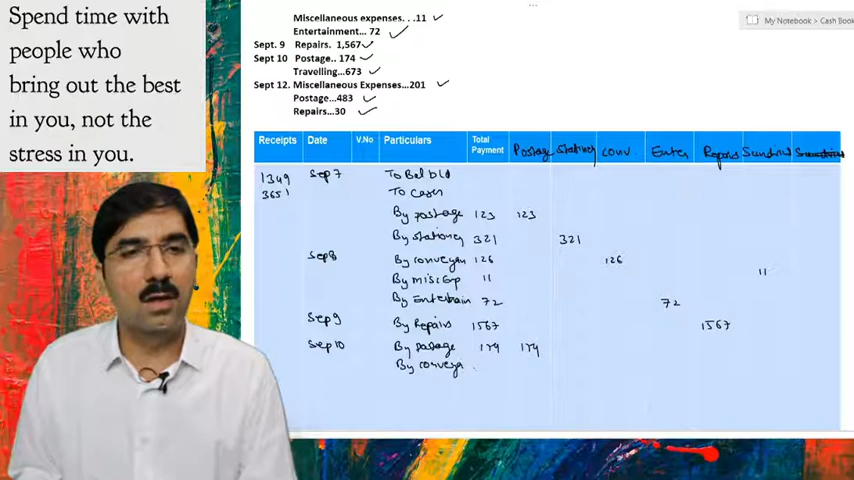 Spend time with
people who
bring out the best
in you, not the
stress in you.
My Notebook > Cash Book
Miscellaneous expenses. . .11
Entertainment... 72
Sept. 9 Repairs. 1,567
Sept 10 Postage.. 174
Travelling...673
Sept 12. Miscellaneous Expenses...201
Postage...483
Repairs...30
Receipts Date V.No Particulars Total Payment Postage Stationery Conv Enter Repairs Sundries Sundries
1349 Sep 7 To Bal b/d
3651 To Cash
By postage 123 123
By stationery 321 321
Sep 8 By conveyan 126 126
By misc Exp 11 11
By Entertain 72 72
Sep 9 By Repairs 1567 1567
Sep 10 By postage 174 174
By conveya